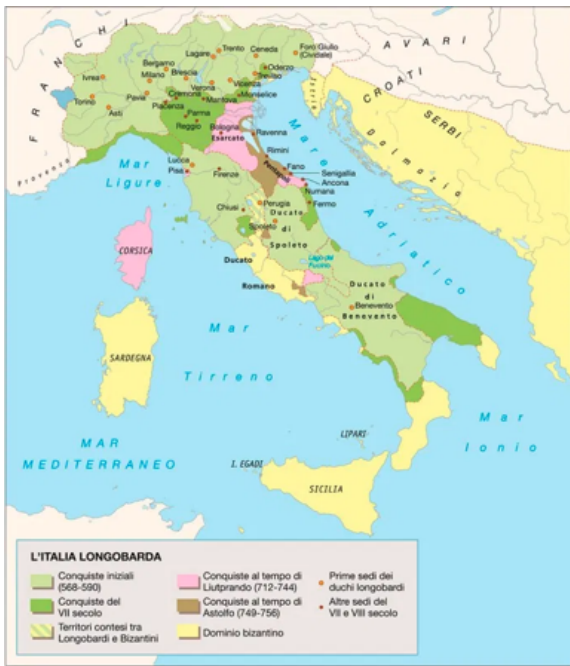 FRANCHI
AVARI
CROATI
SERBI
Dalmazia
Istria
Provenza
Trento
Ceneda
Foro Giulio
(Cividale)
Lagare
Bergamo
Milano
Brescia
Oderzo
Treviso
Ivrea
Verona
Vicenza
Cremona
Mantova
Monselice
Torino
Pavia
Piacenza
Asti
Parma
Reggio
Bologna
Esarcato
Ravenna
Rimini
Mar
Ligure
Lucca
Pisa
Firenze
Pentapoli
Fano
Senigallia
Ancona
Numana
Fermo
Mare
Adriatico
Chiusi
Perugia
Ducato
di
Spoleto
Spoleto
CORSICA
Ducato
Romano
Lago del
Fucino
Ducato
di
Benevento
Benevento
Mar
Tirreno
SARDEGNA
MAR
MEDITERRANEO
LIPARI
I. EGADI
SICILIA
Mar
Ionio
L'ITALIA LONGOBARDA
Conquiste iniziali
(568-590)
Conquiste del
VII secolo
Territori contesi tra
Longobardi e Bizantini
Conquiste al tempo di
Liutprando (712-744)
Conquiste al tempo di
Astolfo (749-756)
Dominio bizantino
Prime sedi dei
duchi longobardi
Altre sedi del
VII e VIII secolo